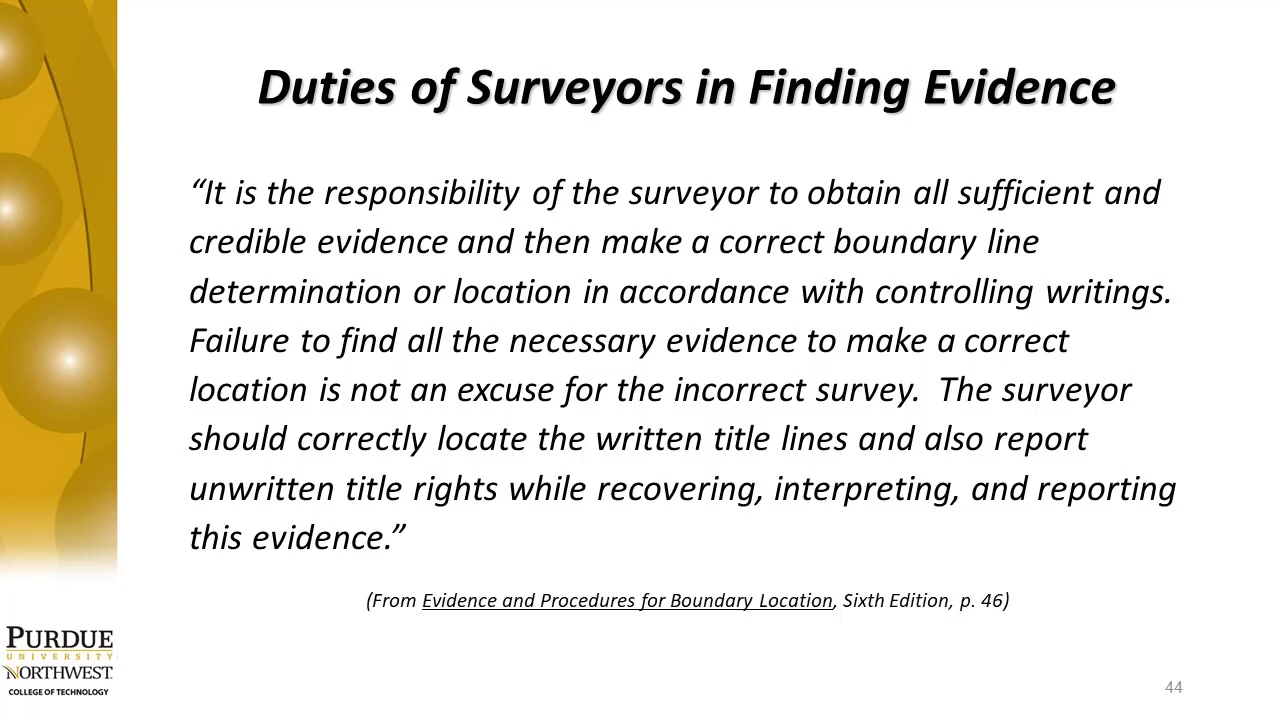 Duties of Surveyors in Finding Evidence
“It is the responsibility of the surveyor to obtain all sufficient and
credible evidence and then make a correct boundary line
determination or location in accordance with controlling writings.
Failure to find all the necessary evidence to make a correct
location is not an excuse for the incorrect survey.  The surveyor
should correctly locate the written title lines and also report
unwritten title rights while recovering, interpreting, and reporting
this evidence.”
(From Evidence and Procedures for Boundary Location, Sixth Edition, p. 46)
PURDUE
UNIVERSITY
NORTHWEST
COLLEGE OF TECHNOLOGY
44